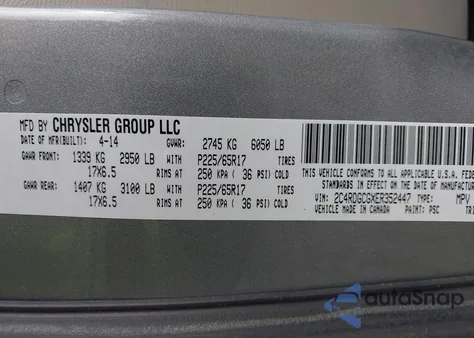 MFD BY CHRYSLER GROUP LLC
DATE OF MFR(BUILT): 4-14 GVWR: 2745 KG 6050 LB
GAWR FRONT: 1339 KG 2950 LB WITH P225/65R17 TIRES
17X6.5 RIMS AT 250 KPA ( 36 PSI) COLD
GAWR REAR: 1407 KG 3100 LB WITH P225/65R17 TIRES
17X6.5 RIMS AT 250 KPA ( 36 PSI) COLD
THIS VEHICLE CONFORMS TO ALL APPLICABLE U.S.A. FEDE
STANDARDS IN EFFECT ON THE DATE OF MANUFACTURE
VIN: 2C4RDGCGXER352447 TYPE: MPV
VEHICLE MADE IN CANADA PAINT: PSC TRI
autoSnap